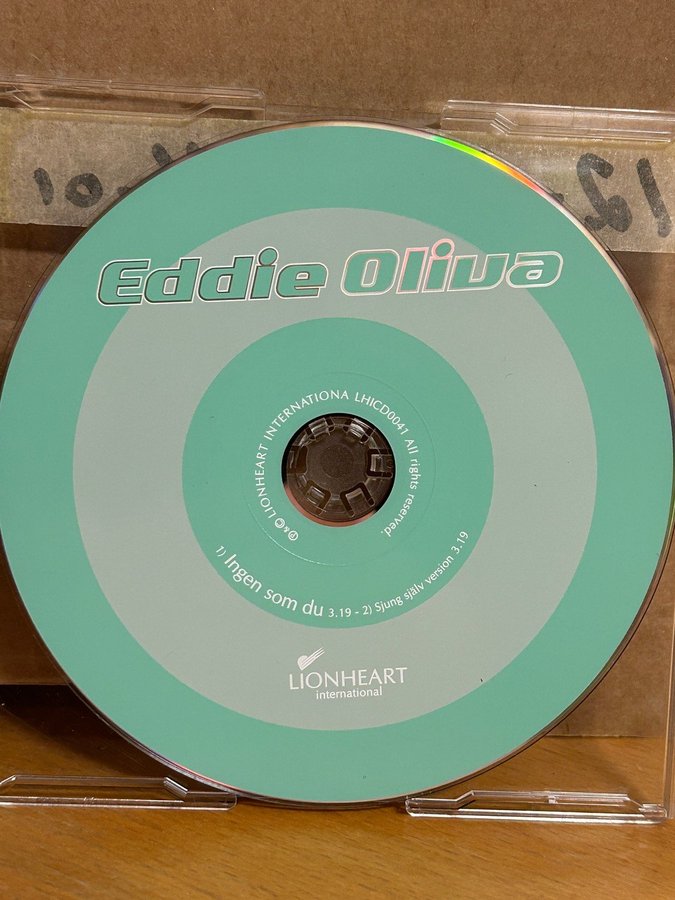 Eddie Oliva
℗ & © LIONHEART INTERNATIONA LHICD0041 All rights reserved.
1) Ingen som du 3.19 - 2) Sjung själv version 3.19
LIONHEART
international